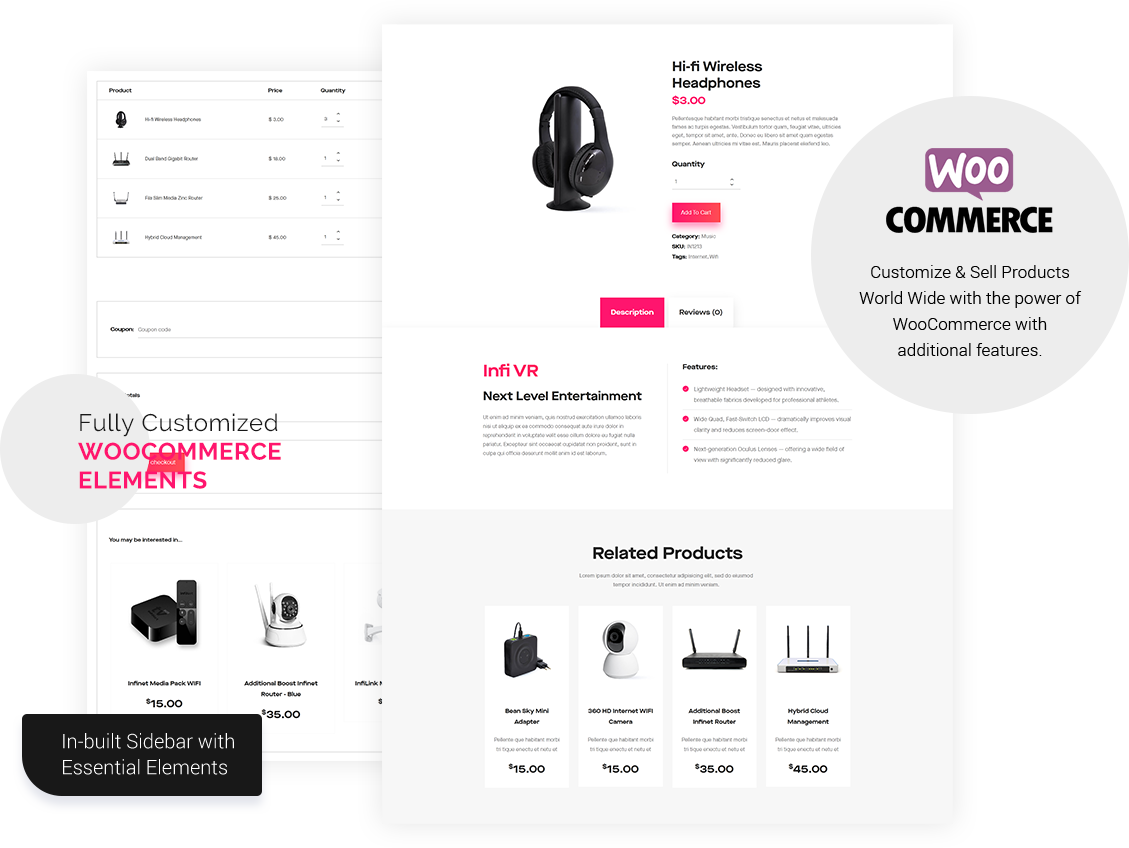 Product Price Quantity
Hi-fi Wireless Headphones $ 3.00 3
Dual Band Gigabit Router $ 18.00 1
File Slim Media Zinc Router $ 25.00 1
Hybrid Cloud Management $ 45.00 1
Coupon: Coupon code
Fully Customized
WOOCOMMERCE
ELEMENTS
checkout
You may be interested in...
Infinet Media Pack WIFI
$15.00
Additional Boost Infinet
Router - Blue
$35.00
In-built Sidebar with
Essential Elements
Hi-fi Wireless
Headphones
$3.00
Pellentesque habitant morbi tristique senectus et netus et malesuada
fames ac turpis egestas. Vestibulum tortor quam, feugiat vitae, ultricies
eget, tempor sit amet, ante. Donec eu libero sit amet quam egestas
semper. Aenean ultricies mi vitae est. Mauris placerat eleifend leo.
Quantity
1
Add To Cart
Category: Music
SKU: IN1213
Tags: Internet, Wifi
Description Reviews (0)
Infi VR
Next Level Entertainment
Ut enim ad minim veniam, que nostrud exercitation ullamco laboris
nisi ut aliquip ex ea commodo consequat aute irure dolor in
reprehenderit in voluptate velit esse cillum dolore eu fugiat nulla
pariatur. Excepteur sint occaecat cupidatat non proident, sunt in
culpa qui officia deserunt mollit anim id est laborum.
Features:
Lightweight Headset — designed with innovative,
breathable fabrics developed for professional athletes.
Wide Quad, Fast-Switch LCD — dramatically improves visual
clarity and reduces screen-door effect.
Next-generation Oculus Lenses — offering a wide field of
view with significantly reduced glare.
Related Products
Lorem ipsum dolor sit amet, consectetur adipisicing elit, sed do eiusmod
tempor incididunt. Ut enim ad minim veniam.
Bean Sky Mini
Adapter
Pellente que habitant morbi
tri tique enectu et netu et
$15.00
360 HD Internet WIFI
Camera
Pellente que habitant morbi
tri tique enectu et netu et
$15.00
Additional Boost
Infinet Router
Pellente que habitant morbi
tri tique enectu et netu et
$35.00
Hybrid Cloud
Management
Pellente que habitant morbi
tri tique enectu et netu et
$45.00
WOO
COMMERCE
Customize & Sell Products
World Wide with the power of
WooCommerce with
additional features.